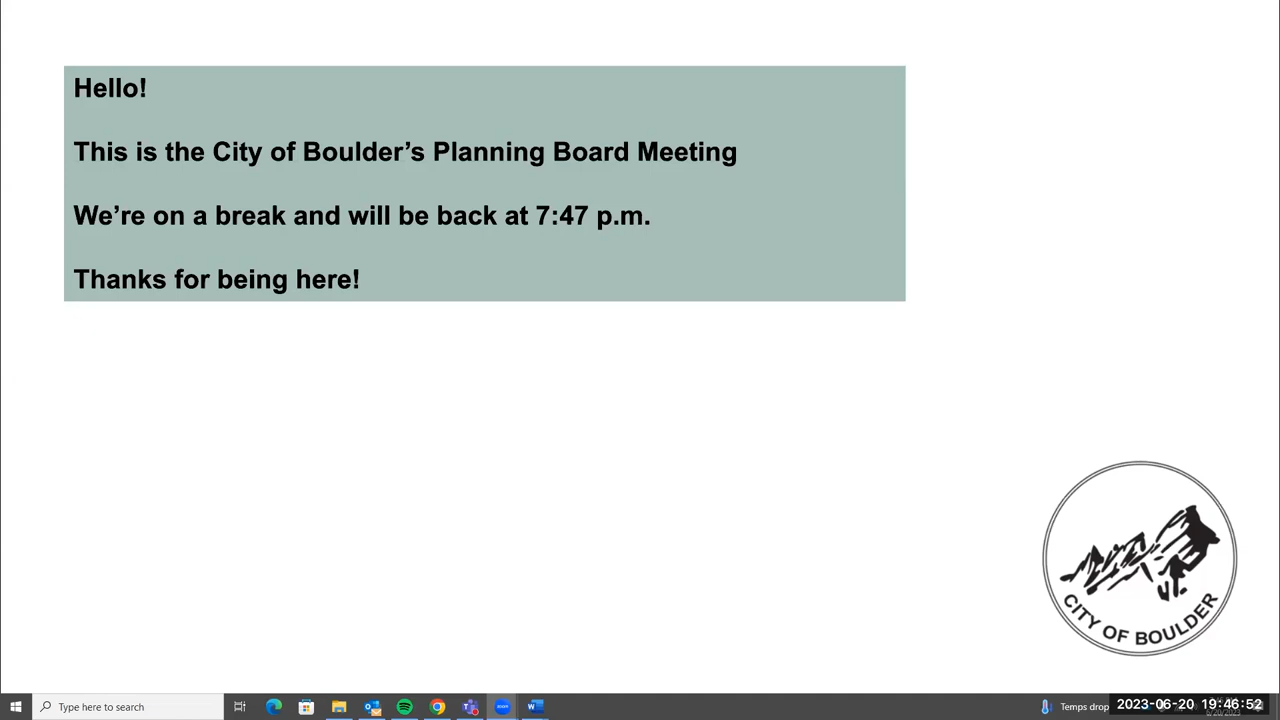 Hello!
This is the City of Boulder’s Planning Board Meeting
We’re on a break and will be back at 7:47 p.m.
Thanks for being here!
CITY OF BOULDER
Type here to search
Temps drop
2023-06-20 19:46:52